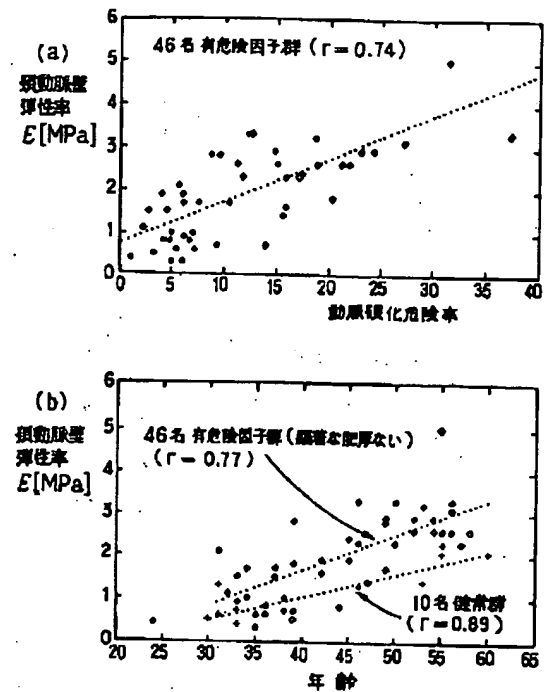 (a)
頚動脈壁
弾性率
E[MPa]
46名 有危険因子群 (r=0.74)
6
5
4
3
2
1
0
0 5 10 15 20 25 30 35 40
動脈硬化危険率
(b)
頚動脈壁
弾性率
E[MPa]
46名 有危険因子群(顕著な肥厚ない)
(r=0.77)
6
5
4
3
2
1
0
10名 健常群
(r=0.89)
20 25 30 35 40 45 50 55 60 65
年齢